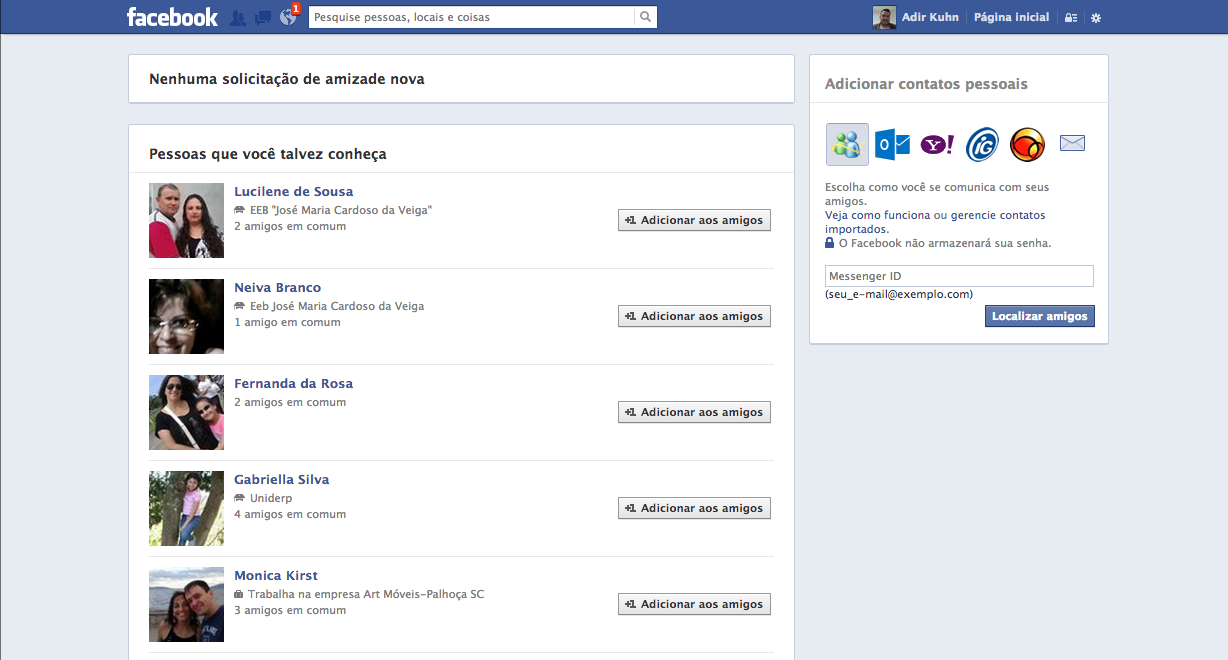 facebook
1
Pesquise pessoas, locais e coisas
Adir Kuhn
Página inicial
Nenhuma solicitação de amizade nova
Pessoas que você talvez conheça
Lucilene de Sousa
EEB "José Maria Cardoso da Veiga"
2 amigos em comum
+1 Adicionar aos amigos
Neiva Branco
Eeb José Maria Cardoso da Veiga
1 amigo em comum
+1 Adicionar aos amigos
Fernanda da Rosa
2 amigos em comum
+1 Adicionar aos amigos
Gabriella Silva
Uniderp
4 amigos em comum
+1 Adicionar aos amigos
Monica Kirst
Trabalha na empresa Art Móveis-Palhoça SC
3 amigos em comum
+1 Adicionar aos amigos
Adicionar contatos pessoais
O
Y!
iG
Escolha como você se comunica com seus
amigos.
Veja como funciona ou gerencie contatos
importados.
O Facebook não armazenará sua senha.
Messenger ID
(seu_e-mail@exemplo.com)
Localizar amigos